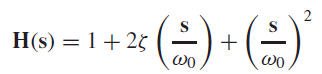 H(s) = 1 + 2ζ (s/ω0) + (s/ω0)²